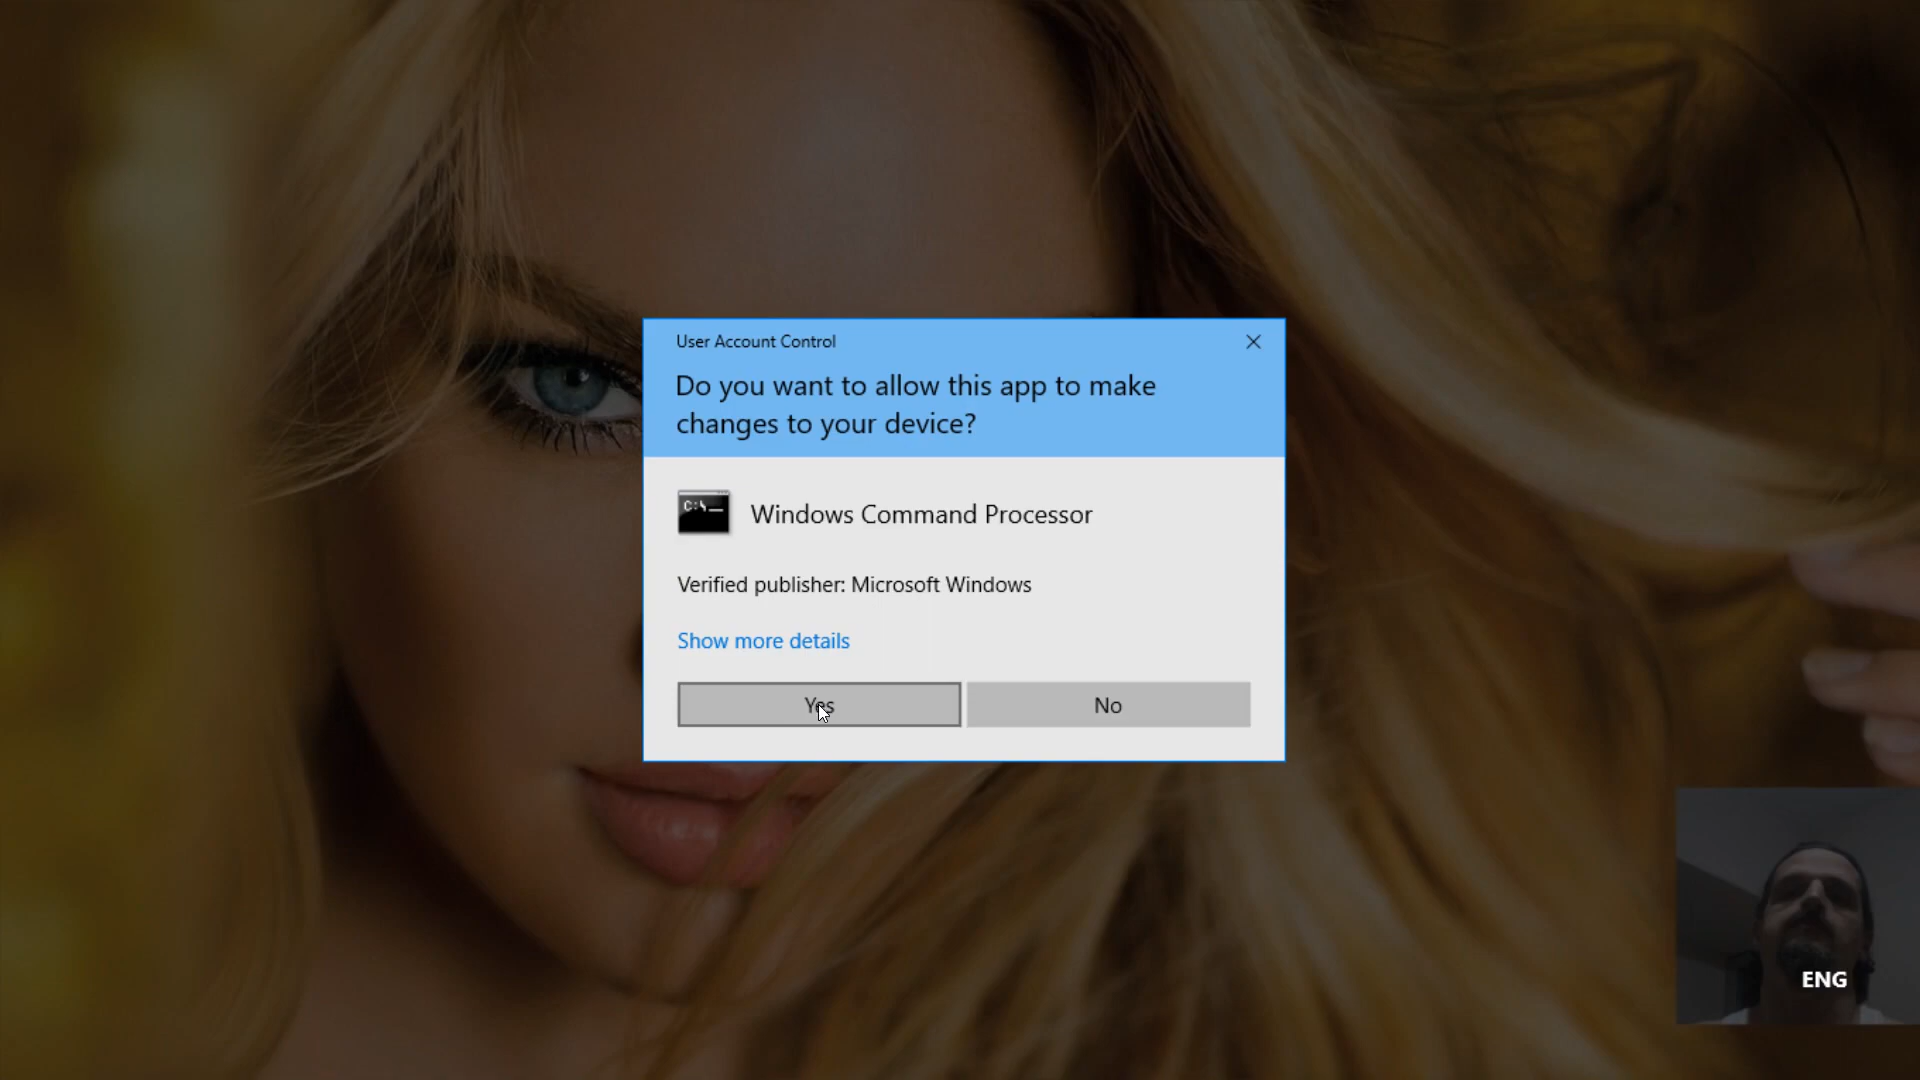 User Account Control
Do you want to allow this app to make
changes to your device?
C:\
Windows Command Processor
Verified publisher: Microsoft Windows
Show more details
Yes
No
ENG